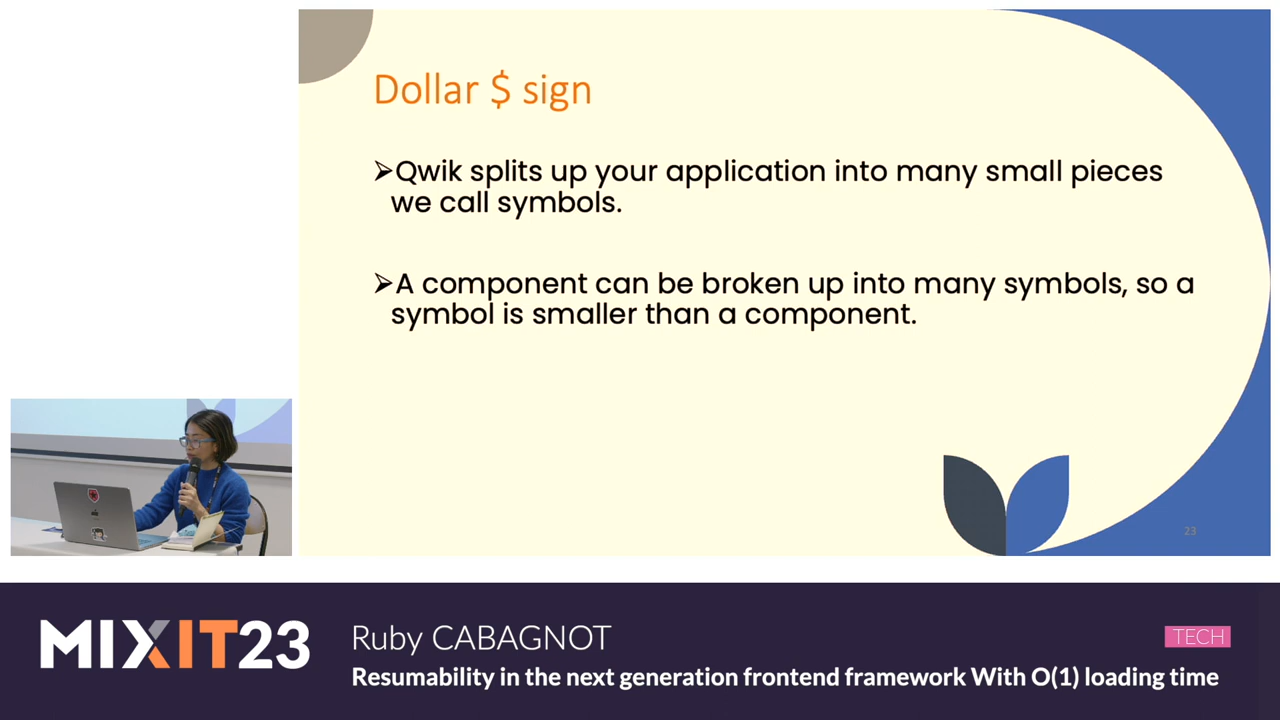 Dollar $ sign
➢Qwik splits up your application into many small pieces
we call symbols.
➢A component can be broken up into many symbols, so a
symbol is smaller than a component.
23
MIXIT23
Ruby CABAGNOT
TECH
Resumability in the next generation frontend framework With O(1) loading time